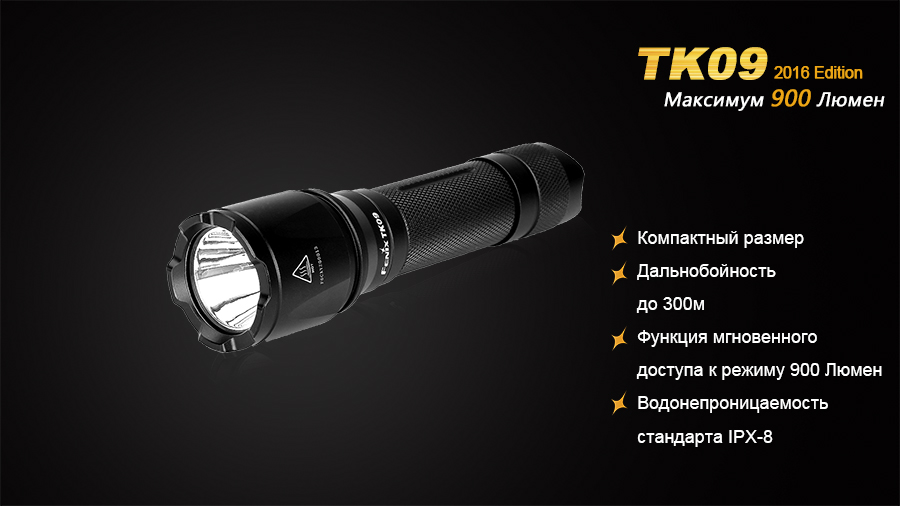 TK09 2016 Edition
Максимум 900 Люмен
FENIX TK09
Компактный размер
Дальнобойность
до 300м
Функция мгновенного
доступа к режиму 900 Люмен
Водонепроницаемость
стандарта IPX-8